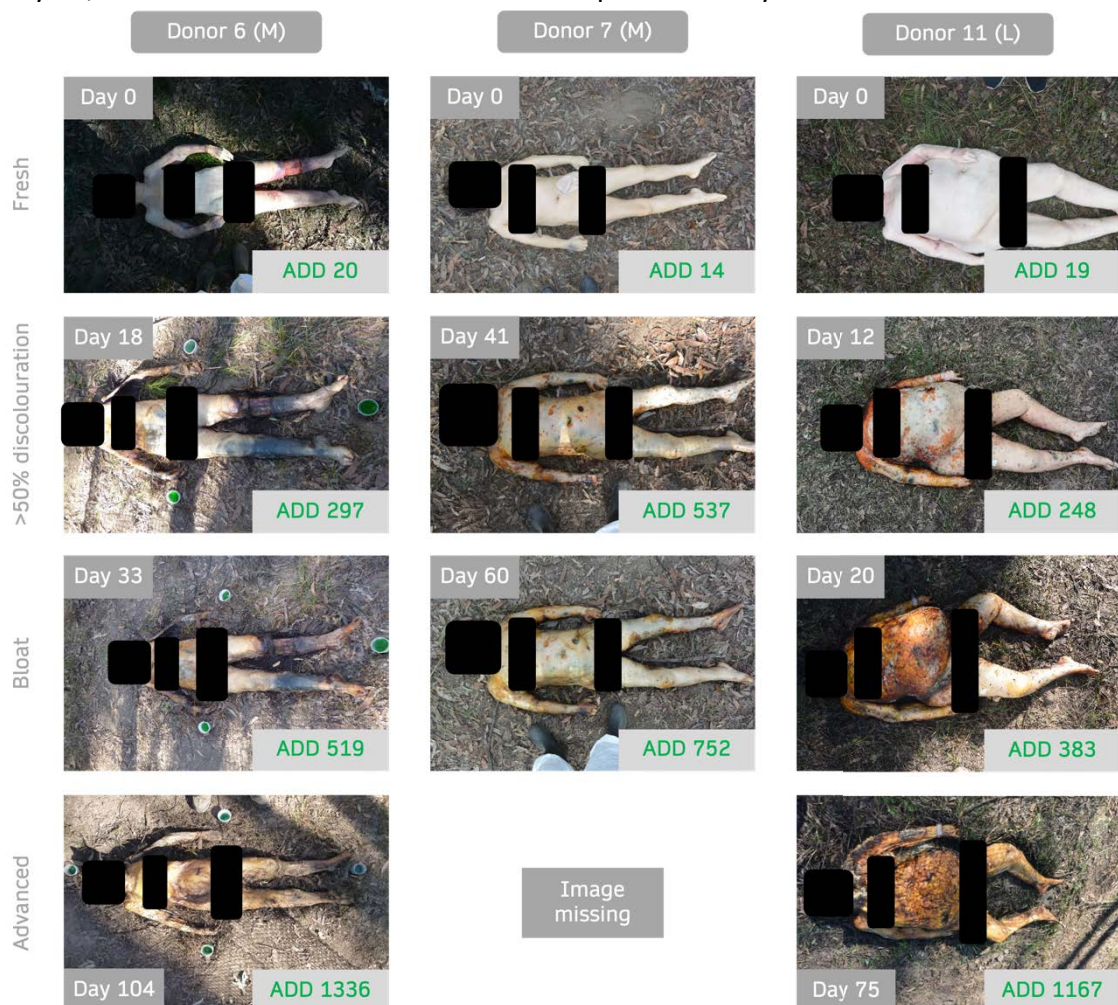 Donor 6 (M)
Donor 7 (M)
Donor 11 (L)
Fresh
Day 0
ADD 20
Day 0
ADD 14
Day 0
ADD 19
>50% discolouration
Day 18
ADD 297
Day 41
ADD 537
Day 12
ADD 248
Bloat
Day 33
ADD 519
Day 60
ADD 752
Day 20
ADD 383
Advanced
Day 104
ADD 1336
Image
missing
Day 75
ADD 1167